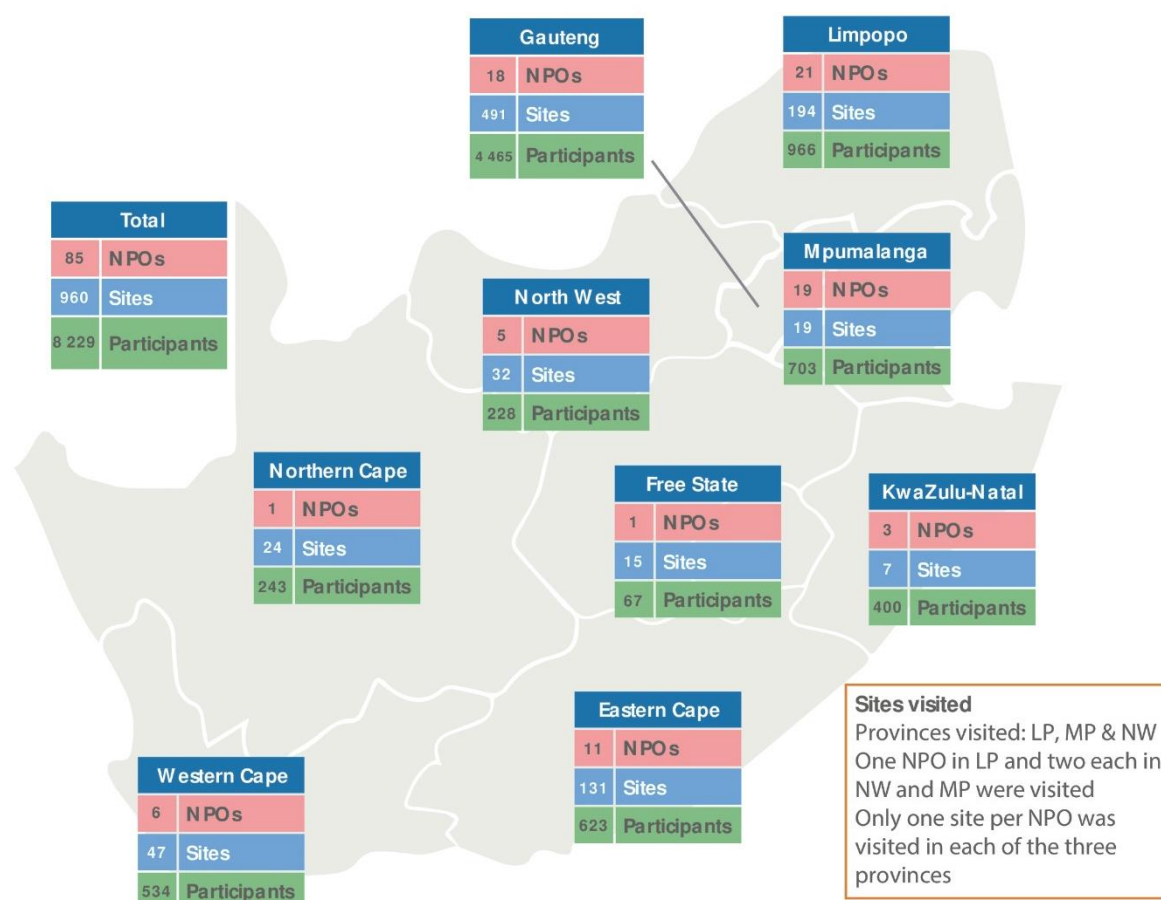 Gauteng
18 NPOs
491 Sites
4 465 Participants
Limpopo
21 NPOs
194 Sites
966 Participants
Total
85 NPOs
960 Sites
8 229 Participants
Mpumalanga
19 NPOs
19 Sites
703 Participants
North West
5 NPOs
32 Sites
228 Participants
Northern Cape
1 NPOs
24 Sites
243 Participants
Free State
1 NPOs
15 Sites
67 Participants
KwaZulu-Natal
3 NPOs
7 Sites
400 Participants
Eastern Cape
11 NPOs
131 Sites
623 Participants
Western Cape
6 NPOs
47 Sites
534 Participants
Sites visited
Provinces visited: LP, MP & NW
One NPO in LP and two each in
NW and MP were visited
Only one site per NPO was
visited in each of the three
provinces